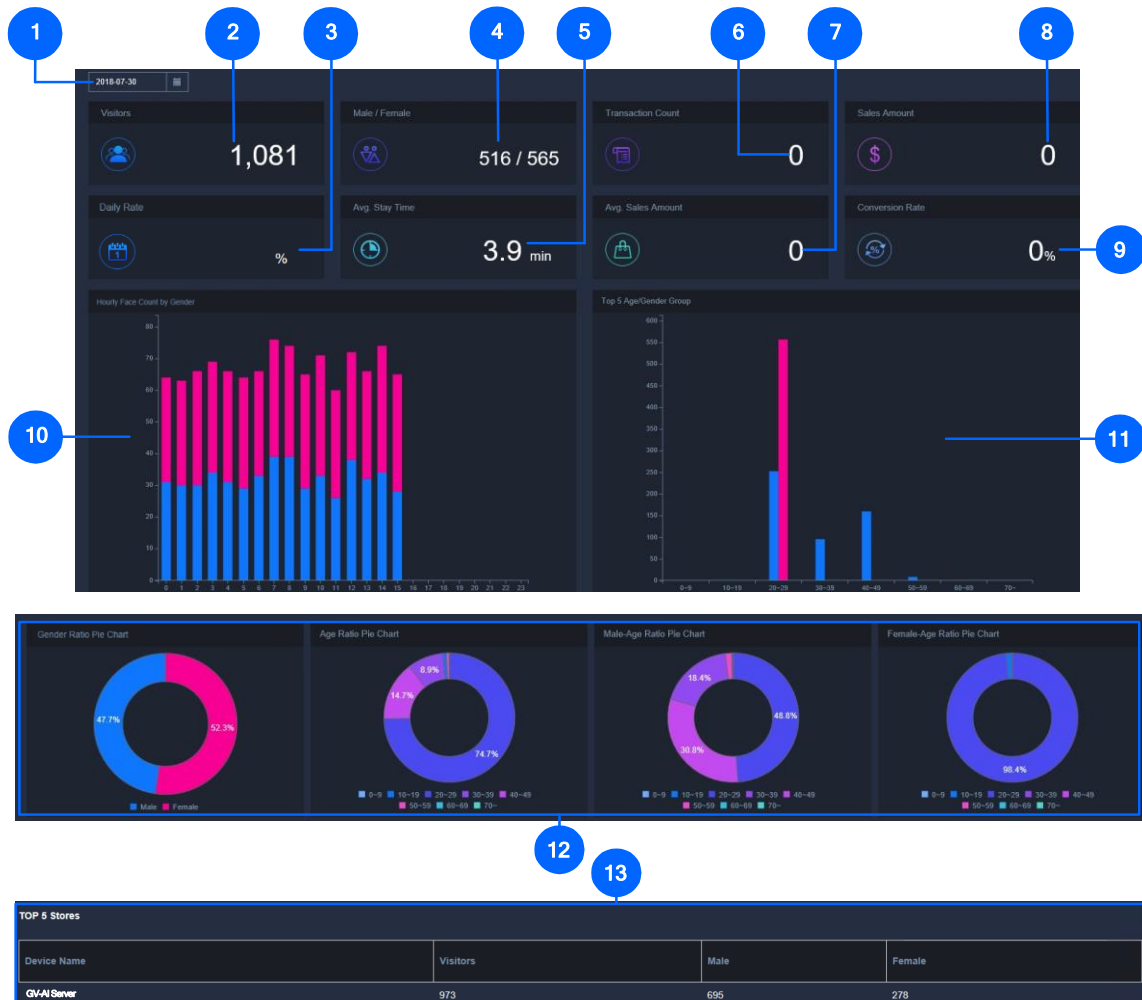 1 2 3 4 5 6 7 8
2018-07-30
Visitors Male / Female Transaction Count Sales Amount
1,081 516 / 565 0 0
Daily Rate Avg. Stay Time Avg. Sales Amount Conversion Rate
1 % 3.9 min 0 0% 9
Hourly Face Count by Gender Top 5 Age/Gender Group
80
70
60
50
40
30
20
10
0
0 1 2 3 4 5 6 7 8 9 10 11 12 13 14 15 16 17 18 19 20 21 22 23
10
600
550
500
450
400
350
300
250
200
150
100
50
0
0~9 10~19 20~29 30~39 40~49 50~59 60~69 70~
11
Gender Ratio Pie Chart Age Ratio Pie Chart Male-Age Ratio Pie Chart Female-Age Ratio Pie Chart
47.7% 52.3%
Male Female
8.9%
14.7%
74.7%
0~9 10~19 20~29 30~39 40~49
50~59 60~69 70~
18.4%
48.8%
30.8%
0~9 10~19 20~29 30~39 40~49
50~59 60~69 70~
98.4%
0~9 10~19 20~29 30~39 40~49
50~59 60~69 70~
12
13
TOP 5 Stores
Device Name Visitors Male Female
GV-AI Server 973 695 278